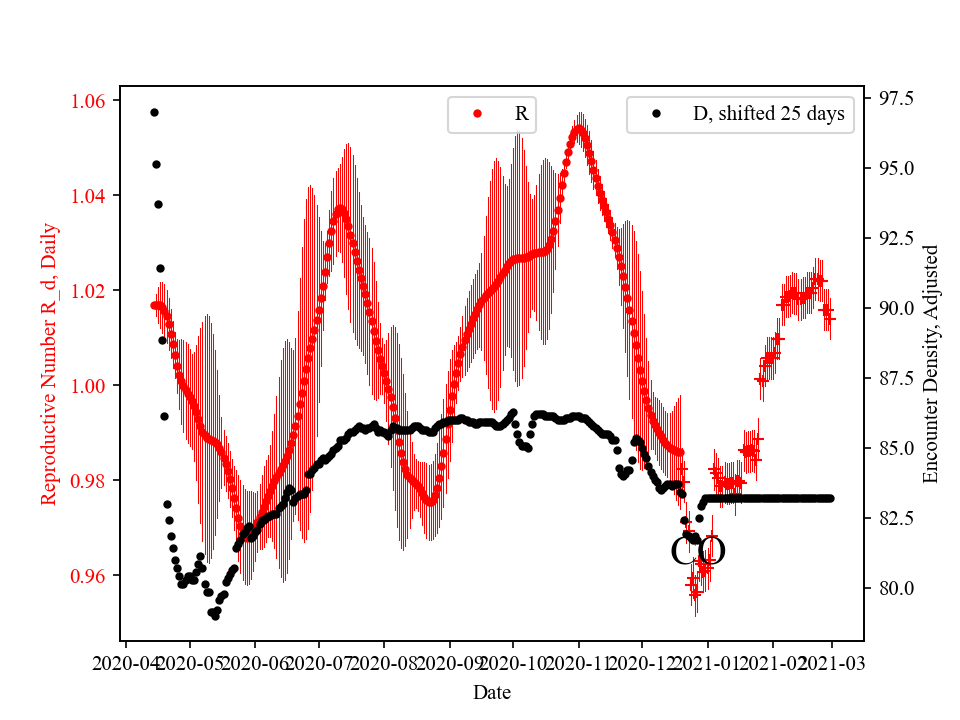 R
D, shifted 25 days
1.06
1.04
1.02
1.00
0.98
0.96
Reproductive Number R_d, Daily
97.5
95.0
92.5
90.0
87.5
85.0
82.5
80.0
Encounter Density, Adjusted
CO
2020-04 2020-05 2020-06 2020-07 2020-08 2020-09 2020-10 2020-11 2020-12 2021-01 2021-02 2021-03
Date